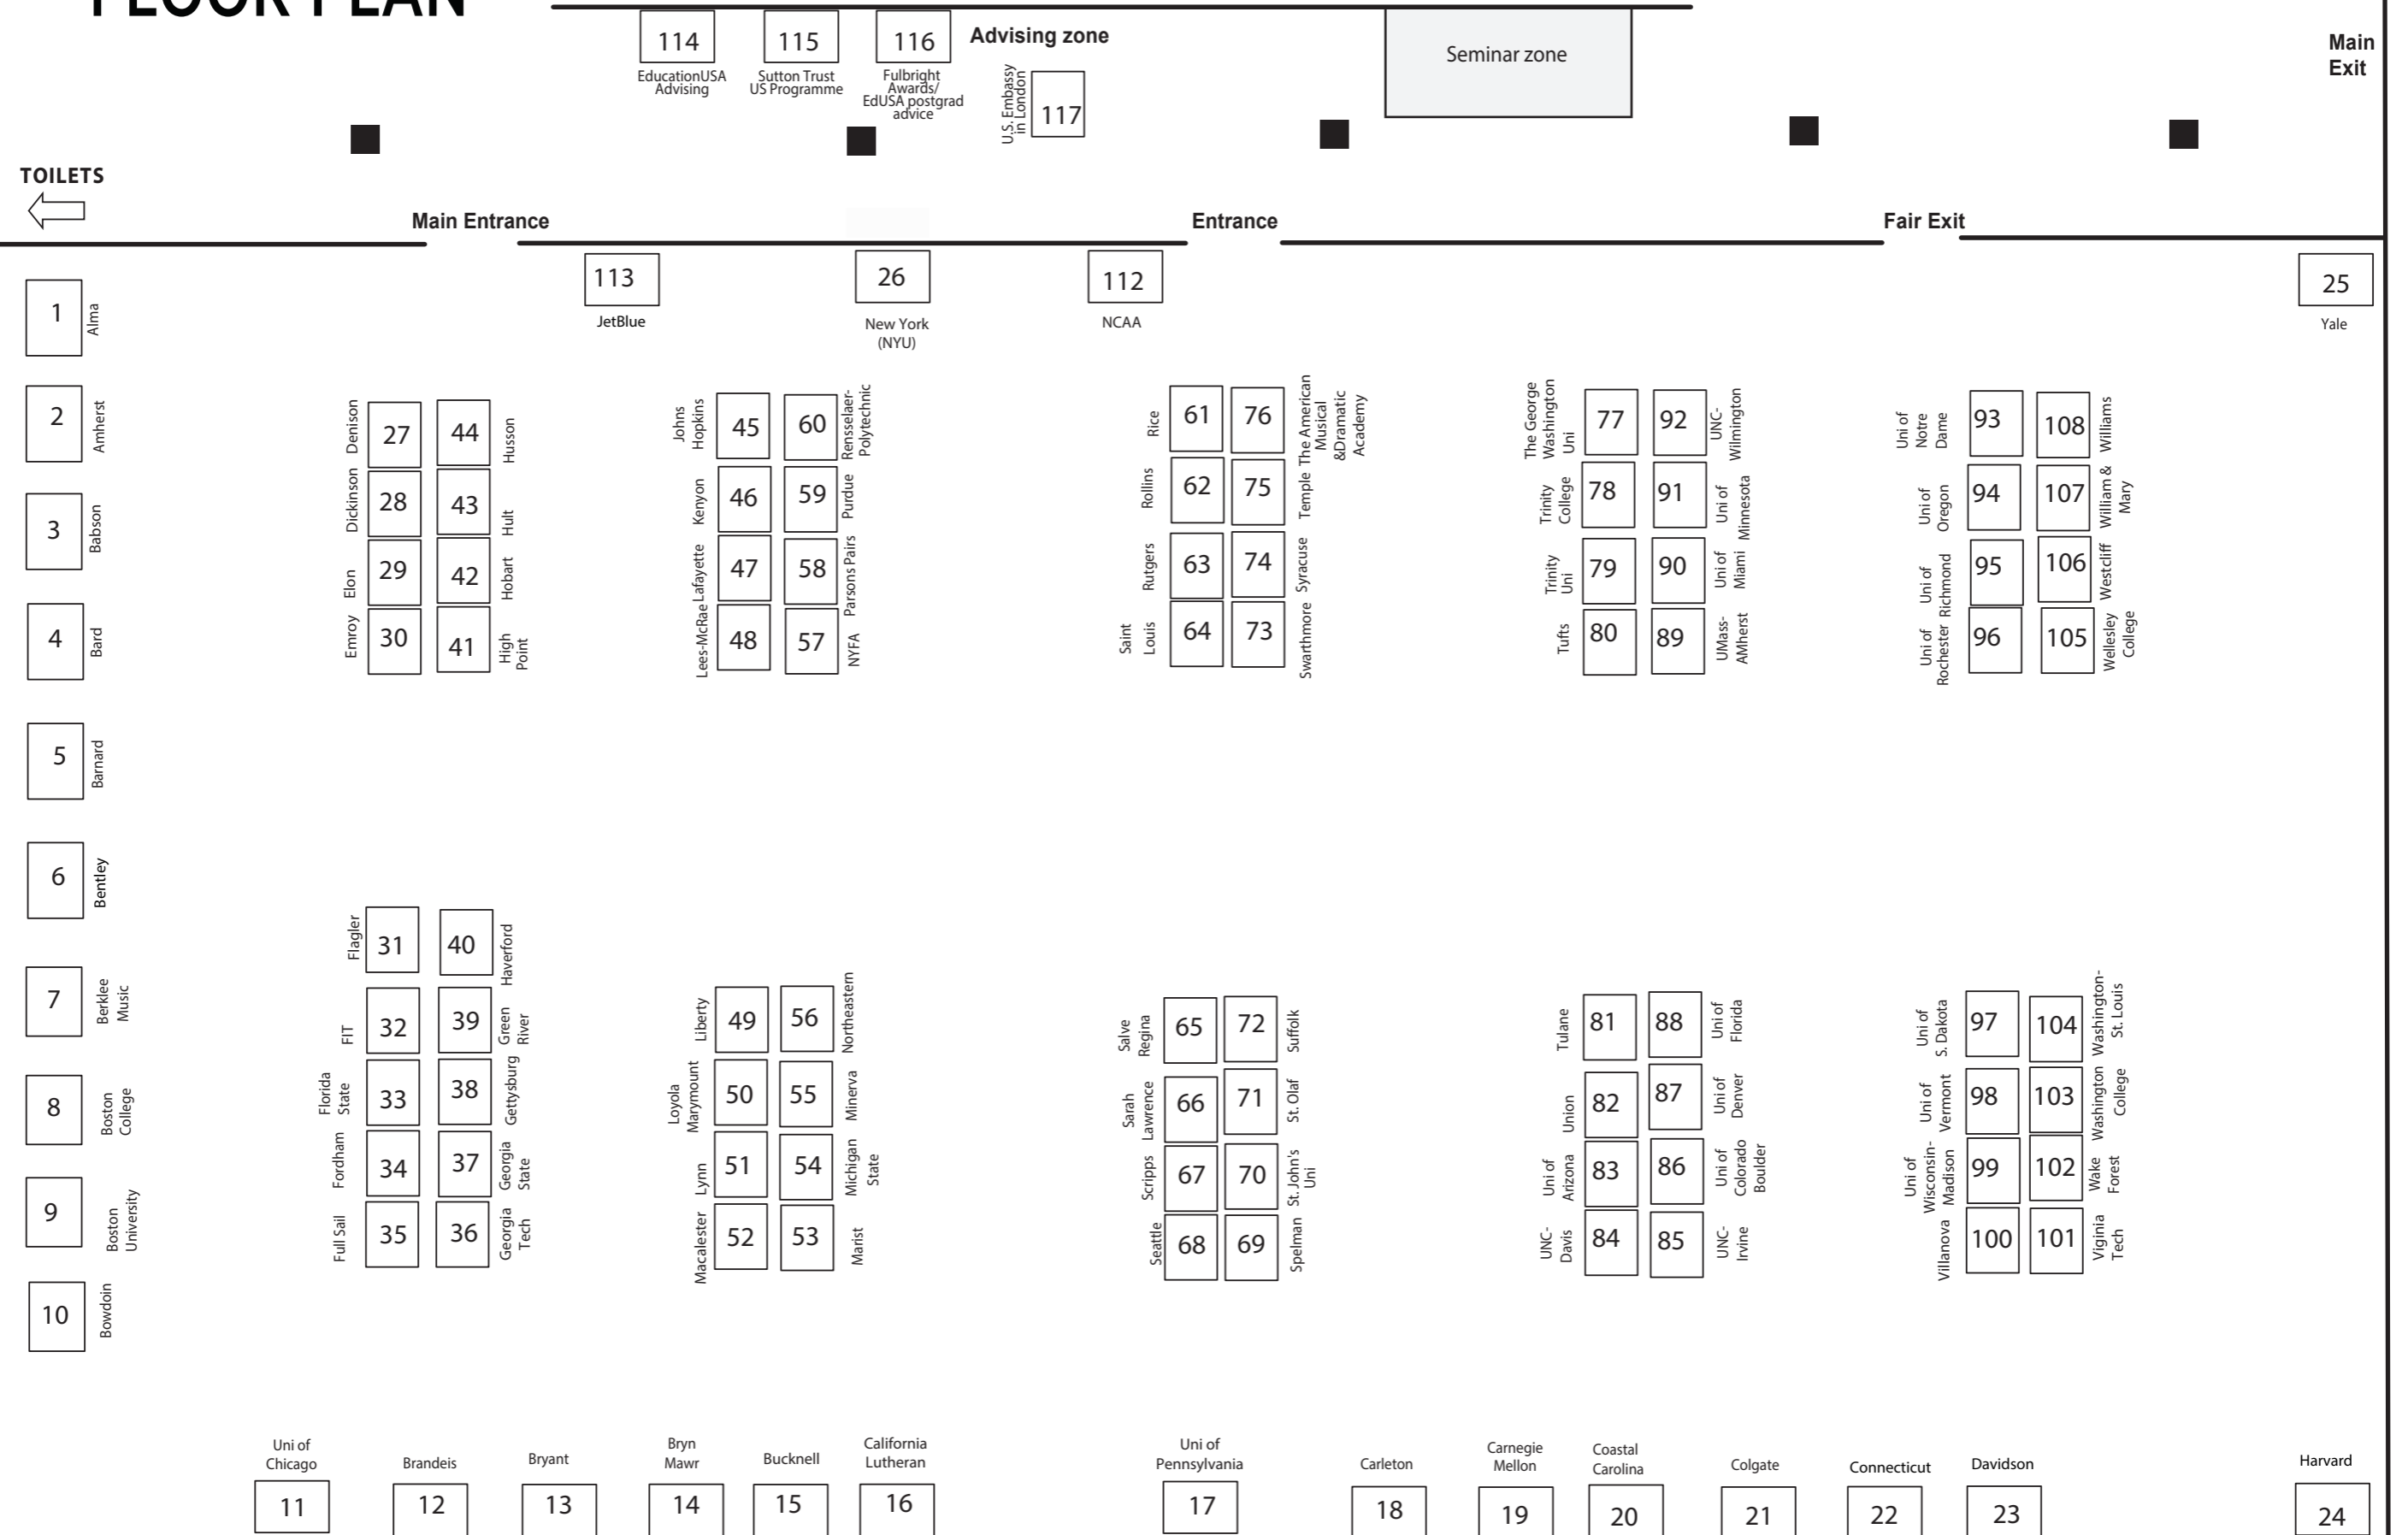 FLOOR PLAN
114
115
116
Advising zone
Seminar zone
Main
Exit
EducationUSA
Advising
Sutton Trust
US Programme
Fulbright
Awards/
EdUSA postgrad
advice
U.S. Embassy
in London
117
TOILETS
Main Entrance
Entrance
Fair Exit
113
JetBlue
26
New York
(NYU)
112
NCAA
25
Yale
1
Alma
2
Amherst
3
Babson
4
Bard
5
Barnard
6
Bentley
7
Berklee
Music
8
Boston
College
9
Boston
University
10
Bowdoin
Denison
27
44
Husson
Dickinson
28
43
Hult
Elon
29
42
Hobart
Emroy
30
41
High
Point
Flagler
31
40
Haverford
FIT
32
39
Green
River
Florida
State
33
38
Gettysburg
Fordham
34
37
Georgia
State
Full Sail
35
36
Georgia
Tech
Johns
Hopkins
45
60
Rensselaer-
Polytechnic
Kenyon
46
59
Purdue
Lafayette
47
58
Parsons Pairs
Lees-McRae
48
57
NYFA
Liberty
49
56
Northeastern
Loyola
Marymount
50
55
Minerva
Lynn
51
54
Michigan
State
Macalester
52
53
Marist
Rice
61
76
The American
Musical
&Dramatic
Academy
Rollins
62
75
Temple
Rutgers
63
74
Syracuse
Saint
Louis
64
73
Swarthmore
Salve
Regina
65
72
Suffolk
Sarah
Lawrence
66
71
St. Olaf
Scripps
67
70
St. John's
Uni
Seattle
68
69
Spelman
The George
Washington
Uni
77
92
UNC-
Wilmington
Trinity
College
78
91
Uni of
Minnesota
Trinity
Uni
79
90
Uni of
Miami
Tufts
80
89
UMass-
AMherst
Tulane
81
88
Uni of
Florida
Union
82
87
Uni of
Denver
Uni of
Arizona
83
86
Uni of
Colorado
Boulder
UNC-
Davis
84
85
UNC-
Irvine
Uni of
Notre
Dame
93
108
Williams
Uni of
Oregon
94
107
William &
Mary
Uni of
Richmond
95
106
Westcliff
Uni of
Rochester
96
105
Wellesley
College
Uni of
S. Dakota
97
104
Washington-
St. Louis
Uni of
Vermont
98
103
Washington
College
Uni of
Wisconsin-
Madison
99
102
Wake
Forest
Villanova
100
101
Viginia
Tech
Uni of
Chicago
11
Brandeis
12
Bryant
13
Bryn
Mawr
14
Bucknell
15
California
Lutheran
16
Uni of
Pennsylvania
17
Carleton
18
Carnegie
Mellon
19
Coastal
Carolina
20
Colgate
21
Connecticut
22
Davidson
23
Harvard
24